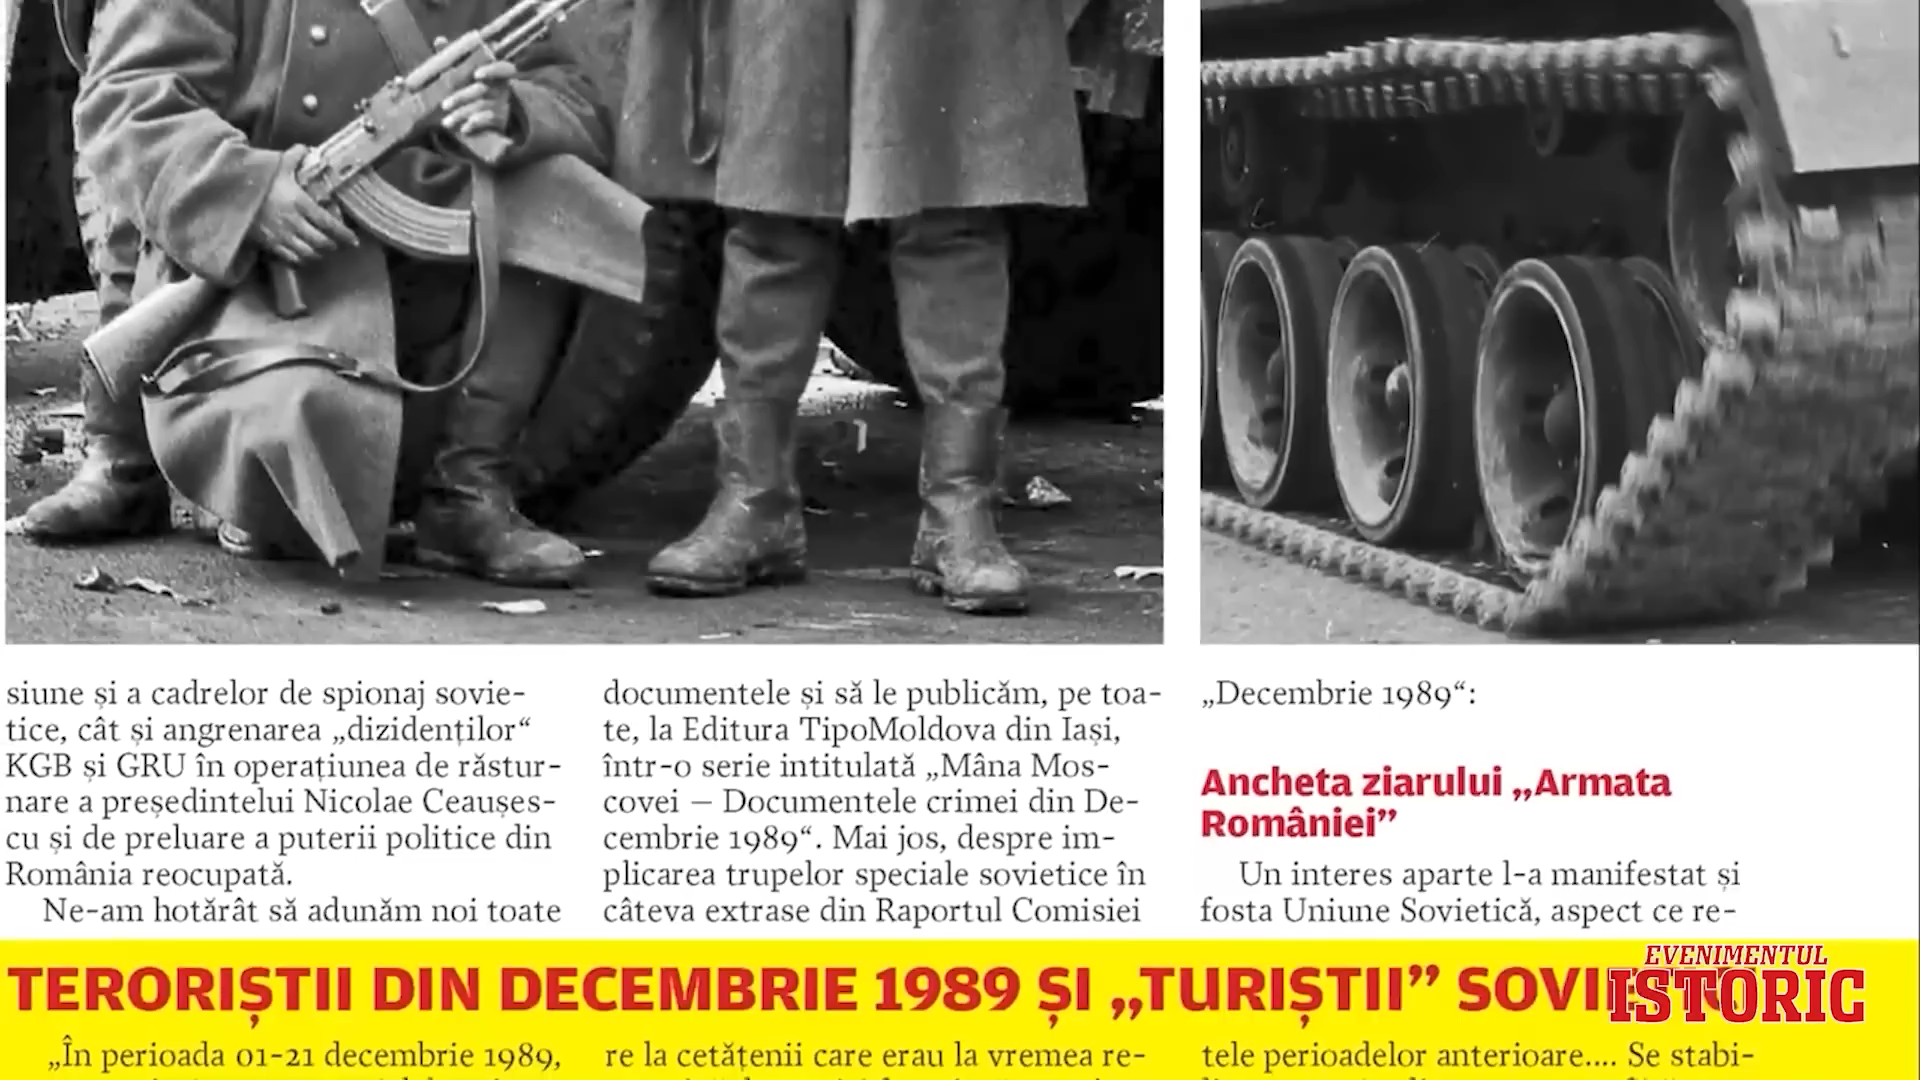 siune și a cadrelor de spionaj sovie-
tice, cât și angrenarea „dizidenților“
KGB și GRU în operațiunea de răstur-
nare a președintelui Nicolae Ceaușes-
cu și de preluare a puterii politice din
România reocupată.
Ne-am hotărât să adunăm noi toate
documentele și să le publicăm, pe toa-
te, la Editura TipoMoldova din Iași,
într-o serie intitulată „Mâna Mos-
covei – Documentele crimei din De-
cembrie 1989“. Mai jos, despre im-
plicarea trupelor speciale sovietice în
câteva extrase din Raportul Comisiei
„Decembrie 1989“:
Ancheta ziarului „Armata
României”
Un interes aparte l-a manifestat și
fosta Uniune Sovietică, aspect ce re-
TERORIȘTII DIN DECEMBRIE 1989 ȘI „TURIȘTII”
EVENIMENTUL
ISTORIC
„În perioada 01-21 decembrie 1989,
re la cetățenii care erau la vremea re-
tele perioadelor anterioare.... Se stabi-